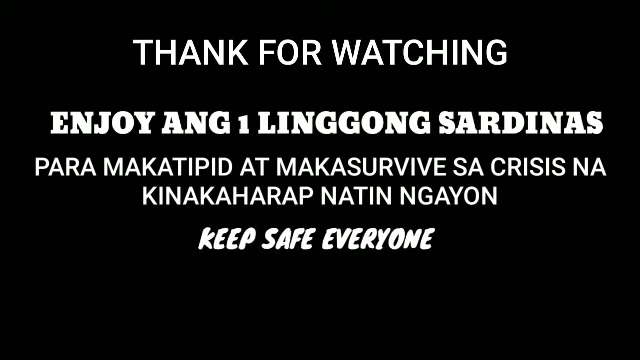 THANK FOR WATCHING
ENJOY ANG 1 LINGGONG SARDINAS
PARA MAKATIPID AT MAKASURVIVE SA CRISIS NA
KINAKAHARAP NATIN NGAYON
KEEP SAFE EVERYONE